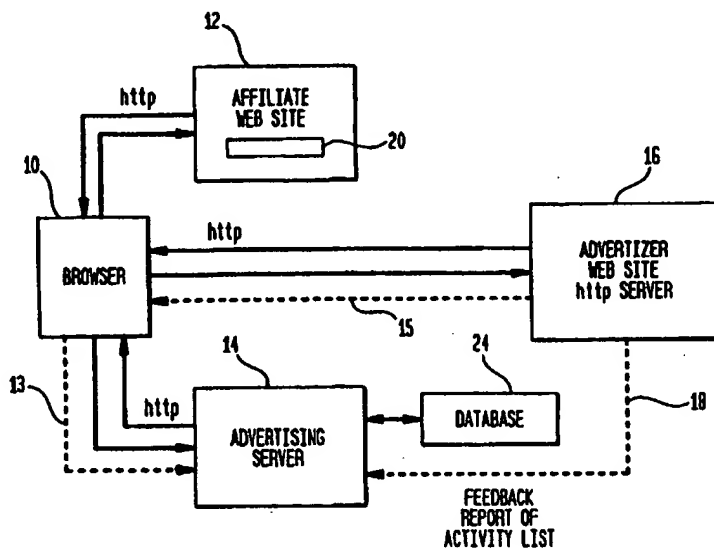 12
http
AFFILIATE
WEB SITE
20
10
16
http
BROWSER
ADVERTIZER
WEB SITE
http SERVER
15
14
24
13
http
18
ADVERTISING
SERVER
DATABASE
FEEDBACK
REPORT OF
ACTIVITY LIST